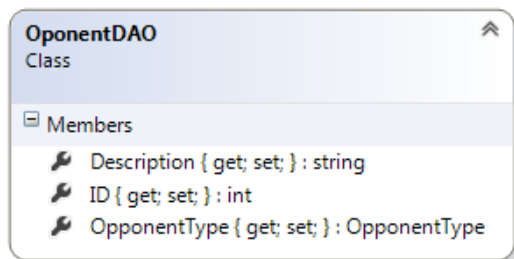 OponentDAO
Class
Members
Description { get; set; } : string
ID { get; set; } : int
OpponentType { get; set; } : OpponentType